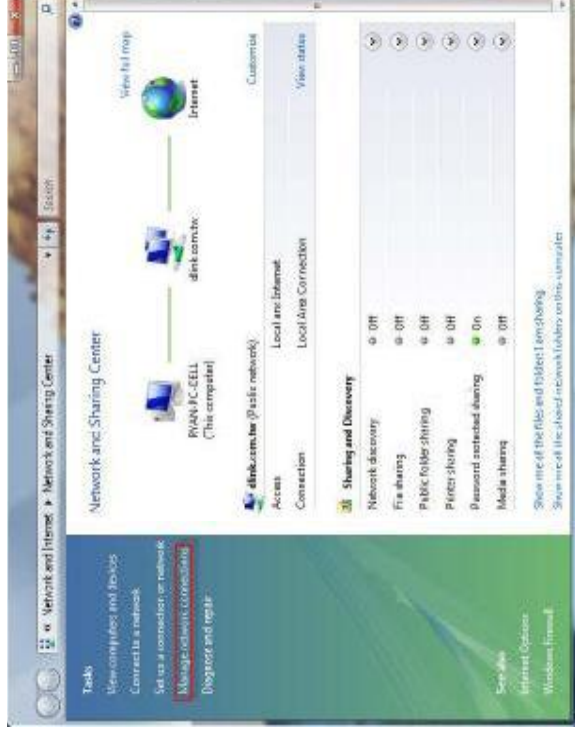 « Network and Internet ▸ Network and Sharing Center
Search
Tasks
View computers and devices
Connect to a network
Set up a connection or network
Manage network connections
Diagnose and repair
See also
Internet Options
Windows Firewall
Network and Sharing Center
View full map
RYAN-PC-CELL
(This computer)
dlink.com.tw
Internet
dlink.com.tw (Public network)
Customize
Access
Local and Internet
Connection
Local Area Connection
View status
Sharing and Discovery
Network discovery
Off
File sharing
Off
Public folder sharing
Off
Printer sharing
Off
Password protected sharing
On
Media sharing
Off
Show me all the files and folders I am sharing
Show me all the shared network folders on this computer